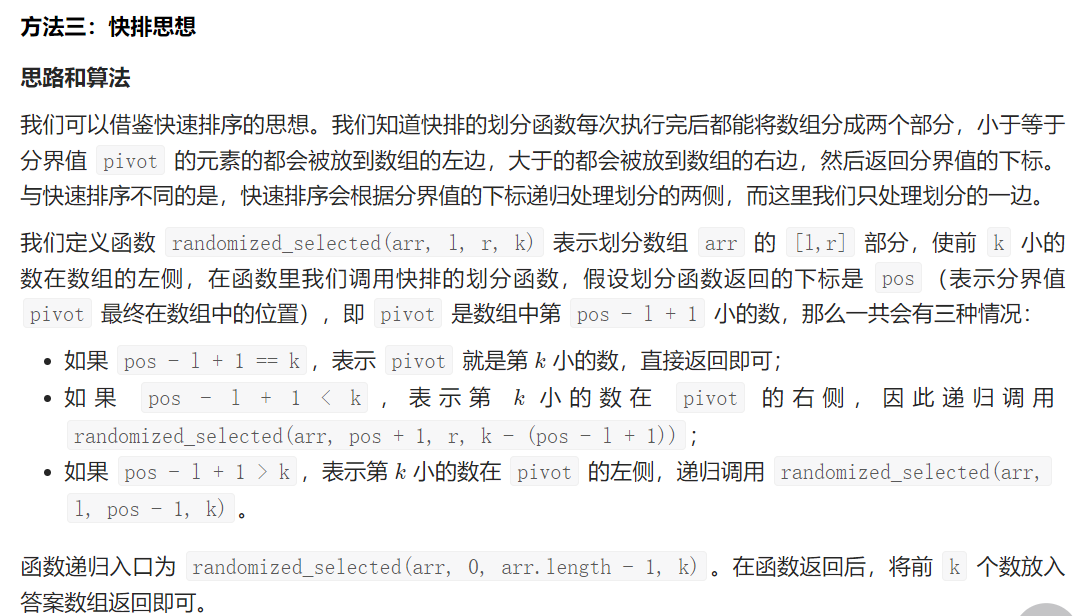 方法三：快排思想
思路和算法
我们可以借鉴快速排序的思想。我们知道快排的划分函数每次执行完后都能将数组分成两个部分，小于等于
分界值 pivot 的元素的都会被放到数组的左边，大于的都会被放到数组的右边，然后返回分界值的下标。
与快速排序不同的是，快速排序会根据分界值的下标递归处理划分的两侧，而这里我们只处理划分的一边。
我们定义函数 randomized_selected(arr, l, r, k) 表示划分数组 arr 的 [l,r] 部分，使前 k 小的
数在数组的左侧，在函数里我们调用快排的划分函数，假设划分函数返回的下标是 pos （表示分界值
pivot 最终在数组中的位置），即 pivot 是数组中第 pos - l + 1 小的数，那么一共会有三种情况：
• 如果 pos - l + 1 == k ，表示 pivot 就是第 k 小的数，直接返回即可；
• 如果 pos - l + 1 < k ，表示第 k 小的数在 pivot 的右侧，因此递归调用
randomized_selected(arr, pos + 1, r, k - (pos - l + 1)) ；
• 如果 pos - l + 1 > k ，表示第 k 小的数在 pivot 的左侧，递归调用 randomized_selected(arr,
l, pos - 1, k) 。
函数递归入口为 randomized_selected(arr, 0, arr.length - 1, k) 。在函数返回后，将前 k 个数放入
答案数组返回即可。